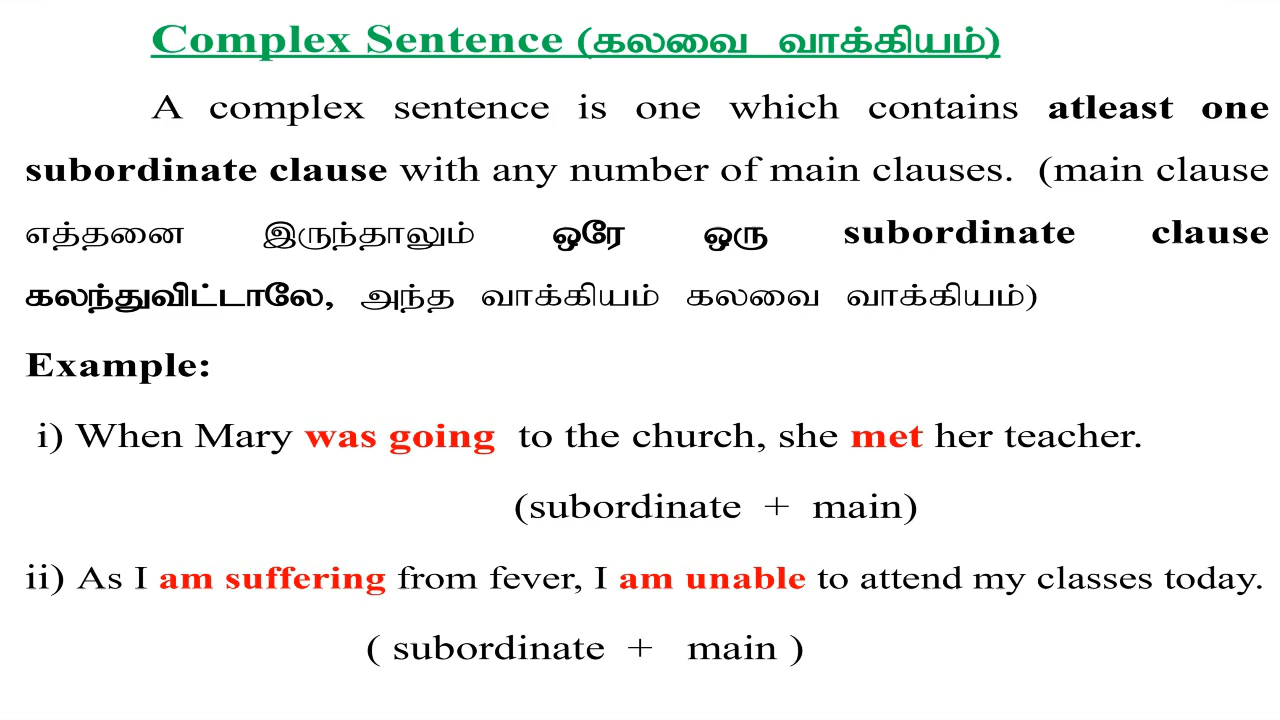 Complex Sentence (கலவை வாக்கியம்)
A complex sentence is one which contains atleast one
subordinate clause with any number of main clauses. (main clause
எத்தனை இருந்தாலும் ஒரே ஒரு subordinate clause
கலந்துவிட்டாலே, அந்த வாக்கியம் கலவை வாக்கியம்)
Example:
i) When Mary was going to the church, she met her teacher.
(subordinate + main)
ii) As I am suffering from fever, I am unable to attend my classes today.
( subordinate + main )